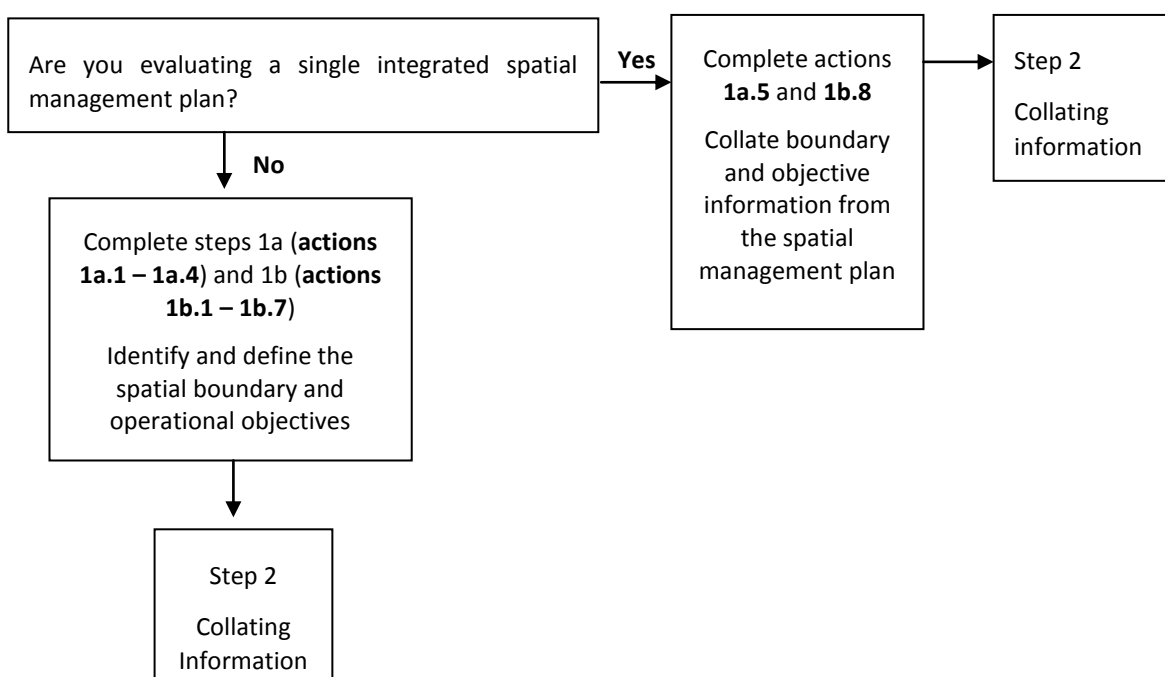 Are you evaluating a single integrated spatial
management plan?
Yes
Complete actions
1a.5 and 1b.8
Collate boundary
and objective
information from
the spatial
management plan
Step 2
Collating
information
No
Complete steps 1a (actions
1a.1 – 1a.4) and 1b (actions
1b.1 – 1b.7)
Identify and define the
spatial boundary and
operational objectives
Step 2
Collating
Information